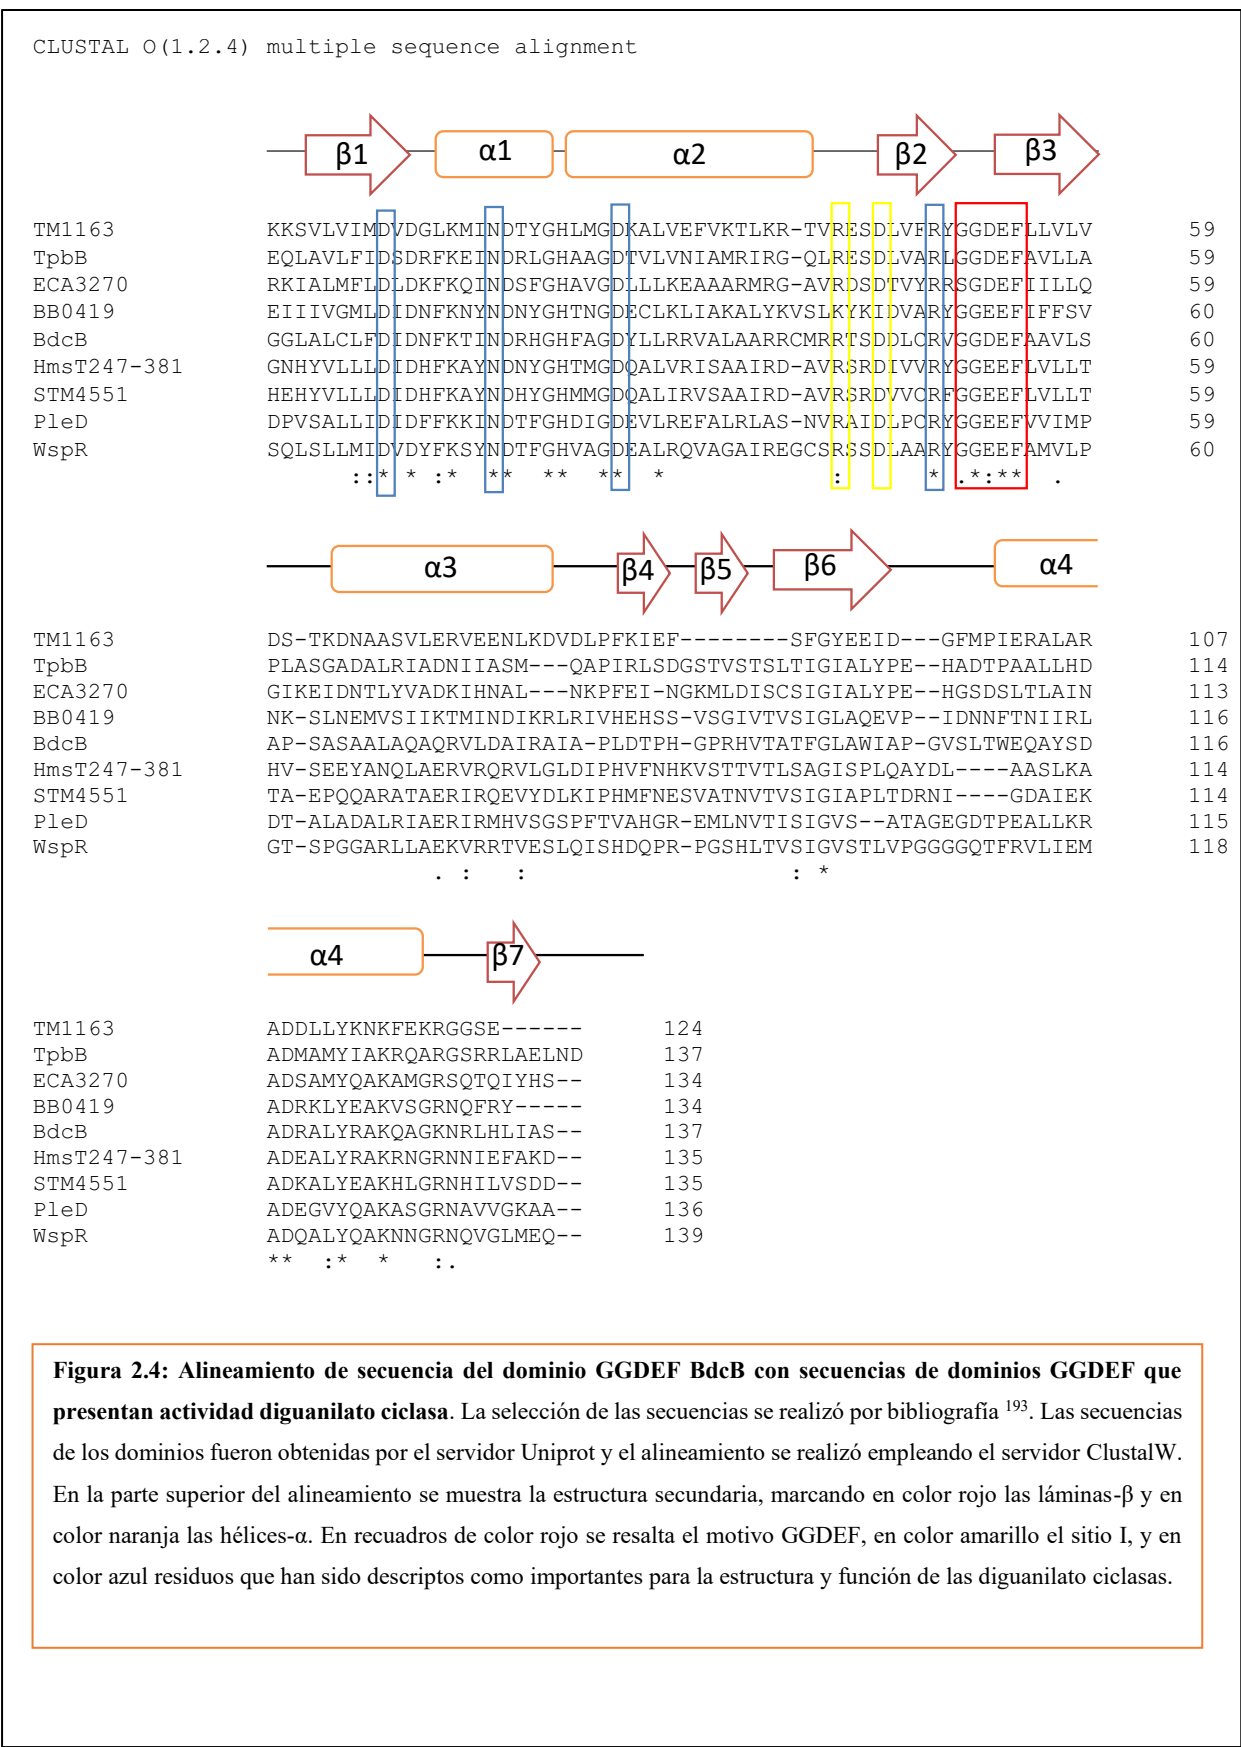 CLUSTAL O(1.2.4) multiple sequence alignment
β1 α1 α2 β2 β3
TM1163 KKSVLVIMDVDGLKMINDTYGHLMGDKALVEFVKTLKR-TVRESDLVFRYGGDEFLLVLV 59
TpbB EQLAVLFIDSDRFKEINDRLGHAAGDTVLVNIAMRIRG-QLRESDLVARLGGDEFAVLLA 59
ECA3270 RKIALMFLDLDKFKQINDSFGHAVGDLLLKEAAARMRG-AVRDSDTVYRRSGDEFIILLQ 59
BB0419 EIIIVGMLDIDNFKNYNDNYGHTNGDECLKLIAKALYKVSLKYKIDVARYGGEEFIFFSV 60
BdcB GGLALCLFDIDNFKTINDRHGHFAGDYLLRRVALAARRCMRRTSDDLCRVGGDEFAAVLS 60
HmsT247-381 GNHYVLLLDIDHFKAYNDNYGHTMGDQALVRISAAIRD-AVRSRDIVVRYGGEEFLVLLT 59
STM4551 HEHYVLLLDIDHFKAYNDHYGHMMGDQALIRVSAAIRD-AVRSRDVVCRFGGEEFLVLLT 59
PleD DPVSALLIDIDFFKKINDTFGHDIGDEVLREFALRLAS-NVRAIDLPCRYGGEEFVVIMP 59
WspR SQLSLLMIDVDYFKSYNDTFGHVAGDEALRQVAGAIREGCSRSSDLAARYGGEEFAMVLP 60
::* * :* ** ** ** * : * .*:** .
α3 β4 β5 β6 α4
TM1163 DS-TKDNAASVLERVEENLKDVDLPFKIEF--------SFGYEEID---GFMPIERALAR 107
TpbB PLASGADALRIADNIIASM---QAPIRLSDGSTVSTSLTIGIALYPE--HADTPAALLHD 114
ECA3270 GIKEIDNTLYVADKIHNAL---NKPFEI-NGKMLDISCSIGIALYPE--HGSDSLTLAIN 113
BB0419 NK-SLNEMVSIIKTMINDIKRLRIVHEHSS-VSGIVTVSIGLAQEVP--IDNNFTNIIRL 116
BdcB AP-SASAALAQAQRVLDAIRAIA-PLDTPH-GPRHVTATFGLAWIAP-GVSLTWEQAYSD 116
HmsT247-381 HV-SEEYANQLAERVRQRVLGLDIPHVFNHKVSTTVTLSAGISPLQAYDL----AASLKA 114
STM4551 TA-EPQQARATAERIRQEVYDLKIPHMFNESVATNVTVSIGIAPLTDRNI----GDAIEK 114
PleD DT-ALADALRIAERIRMHVSGSPFTVAHGR-EMLNVTISIGVS--ATAGEGDTPEALLKR 115
WspR GT-SPGGARLLAEKVRRTVESLQISHDQPR-PGSHLTVSIGVSTLVPGGGGQTFRVLIEM 118
. : : : *
α4 β7
TM1163 ADDLLYKNKFEKRGGSE------ 124
TpbB ADMAMYIAKRQARGSRRLAELND 137
ECA3270 ADSAMYQAKAMGRSQTQIYHS-- 134
BB0419 ADRKLYEAKVSGRNQFRY----- 134
BdcB ADRALYRAKQAGKNRLHLIAS-- 137
HmsT247-381 ADEALYRAKRNGRNNIEFAKD-- 135
STM4551 ADKALYEAKHLGRNHILVSDD-- 135
PleD ADEGVYQAKASGRNAVVVGKAA-- 136
WspR ADQALYQAKNNGRNQVGLMEQ-- 139
** :* * :.
Figura 2.4: Alineamiento de secuencia del dominio GGDEF BdcB con secuencias de dominios GGDEF que
presentan actividad diguanilato ciclasa. La selección de las secuencias se realizó por bibliografía 193. Las secuencias
de los dominios fueron obtenidas por el servidor Uniprot y el alineamiento se realizó empleando el servidor ClustalW.
En la parte superior del alineamiento se muestra la estructura secundaria, marcando en color rojo las láminas-β y en
color naranja las hélices-α. En recuadros de color rojo se resalta el motivo GGDEF, en color amarillo el sitio I, y en
color azul residuos que han sido descriptos como importantes para la estructura y función de las diguanilato ciclasas.